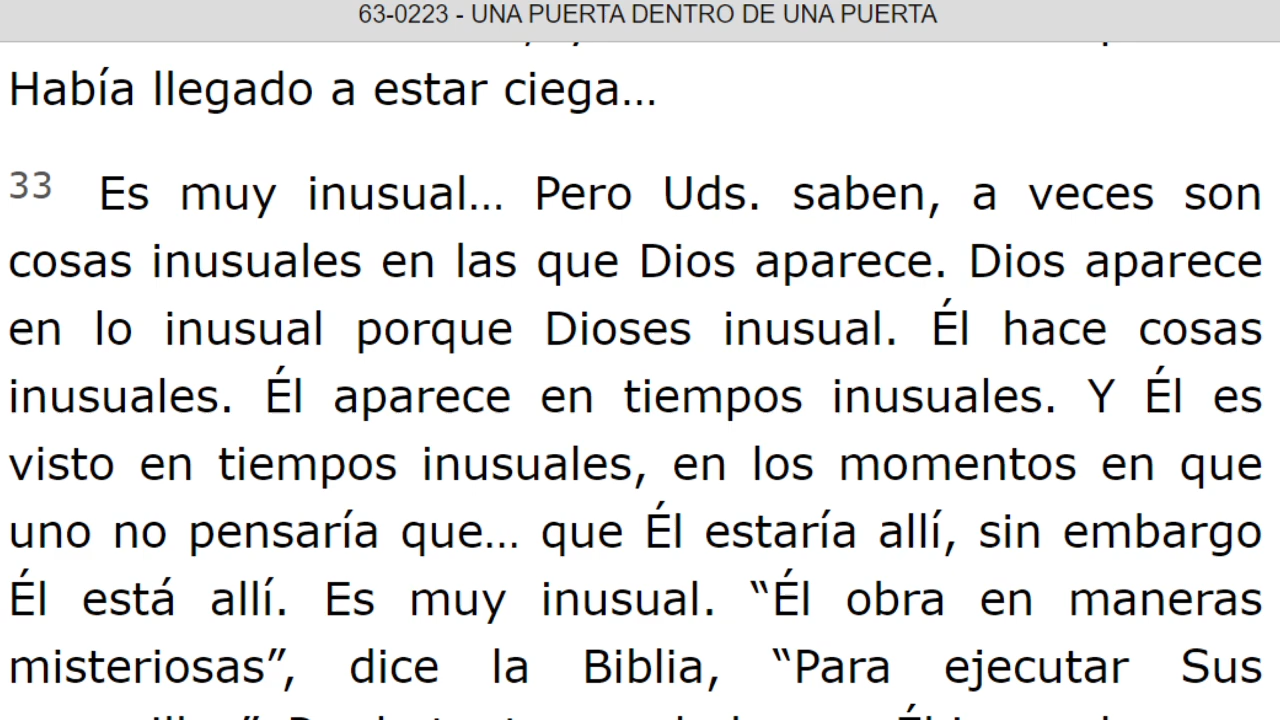 63-0223 - UNA PUERTA DENTRO DE UNA PUERTA
Había llegado a estar ciega…
33 Es muy inusual… Pero Uds. saben, a veces son
cosas inusuales en las que Dios aparece. Dios aparece
en lo inusual porque Dioses inusual. Él hace cosas
inusuales. Él aparece en tiempos inusuales. Y Él es
visto en tiempos inusuales, en los momentos en que
uno no pensaría que… que Él estaría allí, sin embargo
Él está allí. Es muy inusual. “Él obra en maneras
misteriosas”, dice la Biblia, “Para ejecutar Sus